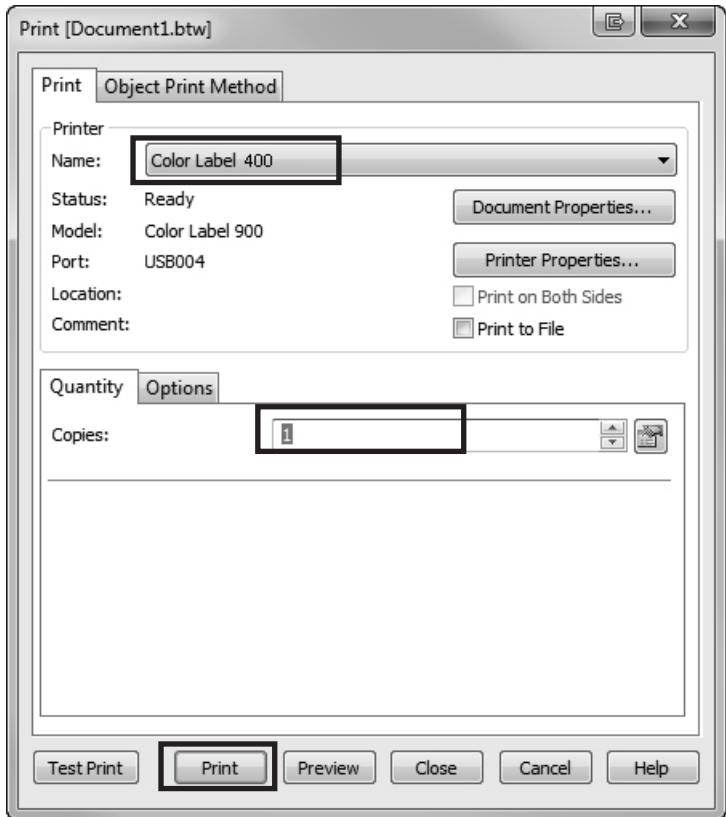 Print [Document1.btw]
Print Object Print Method
Printer
Name: Color Label 400
Status: Ready
Document Properties...
Model: Color Label 900
Port: USB004
Printer Properties...
Location:
Print on Both Sides
Comment:
Print to File
Quantity Options
Copies: 1
Test Print Print Preview Close Cancel Help